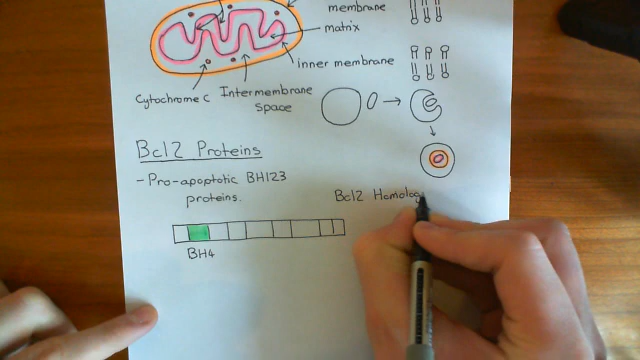 membrane
matrix
inner membrane
Cytochrome C
Intermembrane
Space
Bcl2 Proteins
- Pro-apoptotic BH123
proteins.
Bcl2 Homolog
BH4